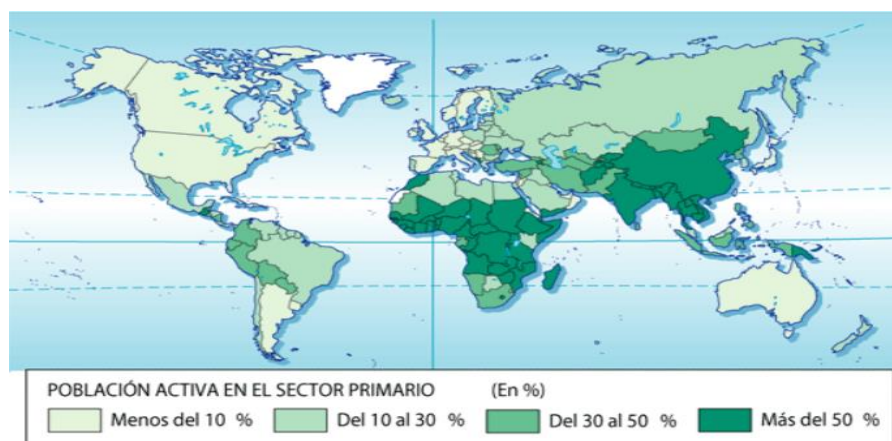 POBLACIÓN ACTIVA EN EL SECTOR PRIMARIO (En %)
Menos del 10 % Del 10 al 30 % Del 30 al 50 % Más del 50 %